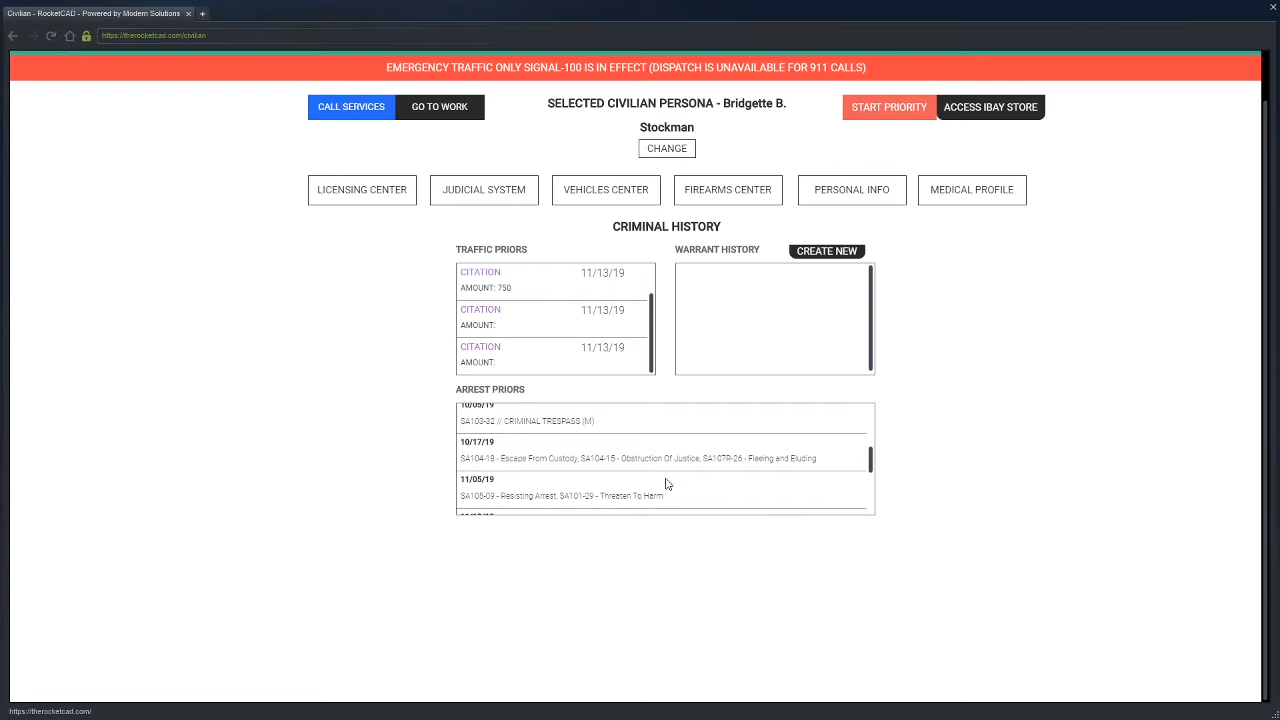 Civilian - RocketCAD - Powered by Modern Solutions
https://therocketcad.com/civilian
EMERGENCY TRAFFIC ONLY SIGNAL-100 IS IN EFFECT (DISPATCH IS UNAVAILABLE FOR 911 CALLS)
CALL SERVICES
GO TO WORK
SELECTED CIVILIAN PERSONA - Bridgette B.
Stockman
CHANGE
START PRIORITY
ACCESS IBAY STORE
LICENSING CENTER
JUDICIAL SYSTEM
VEHICLES CENTER
FIREARMS CENTER
PERSONAL INFO
MEDICAL PROFILE
CRIMINAL HISTORY
TRAFFIC PRIORS
CITATION 11/13/19
AMOUNT: 750
CITATION 11/13/19
AMOUNT:
CITATION 11/13/19
AMOUNT:
WARRANT HISTORY
CREATE NEW
ARREST PRIORS
10/05/19
SA103-32 // CRIMINAL TRESPASS (M)
10/17/19
SA104-18 - Escape From Custody, SA104-15 - Obstruction Of Justice, SA107R-26 - Fleeing and Eluding
11/05/19
SA105-09 - Resisting Arrest, SA101-29 - Threaten To Harm
https://therocketcad.com/